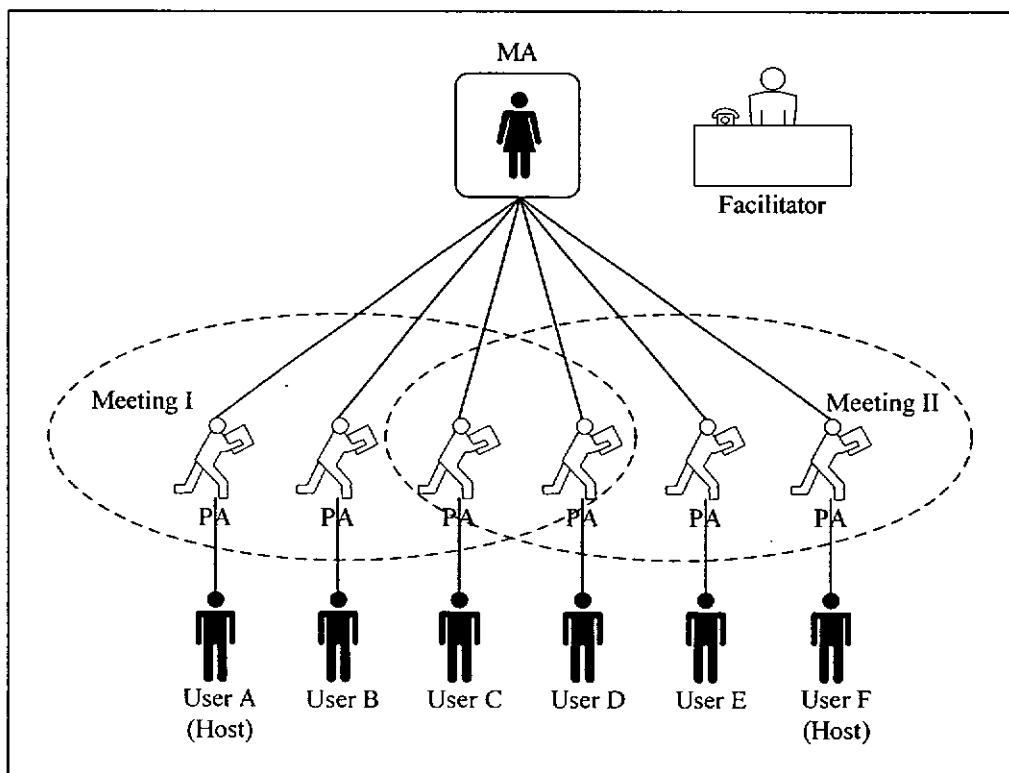 MA
Facilitator
Meeting I
Meeting II
PA PA PA PA PA PA
User A User B User C User D User E User F
(Host) (Host)